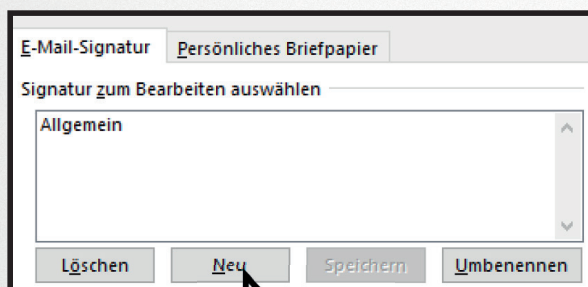 E-Mail-Signatur Persönliches Briefpapier
Signatur zum Bearbeiten auswählen
Allgemein
Löschen Neu Speichern Umbenennen